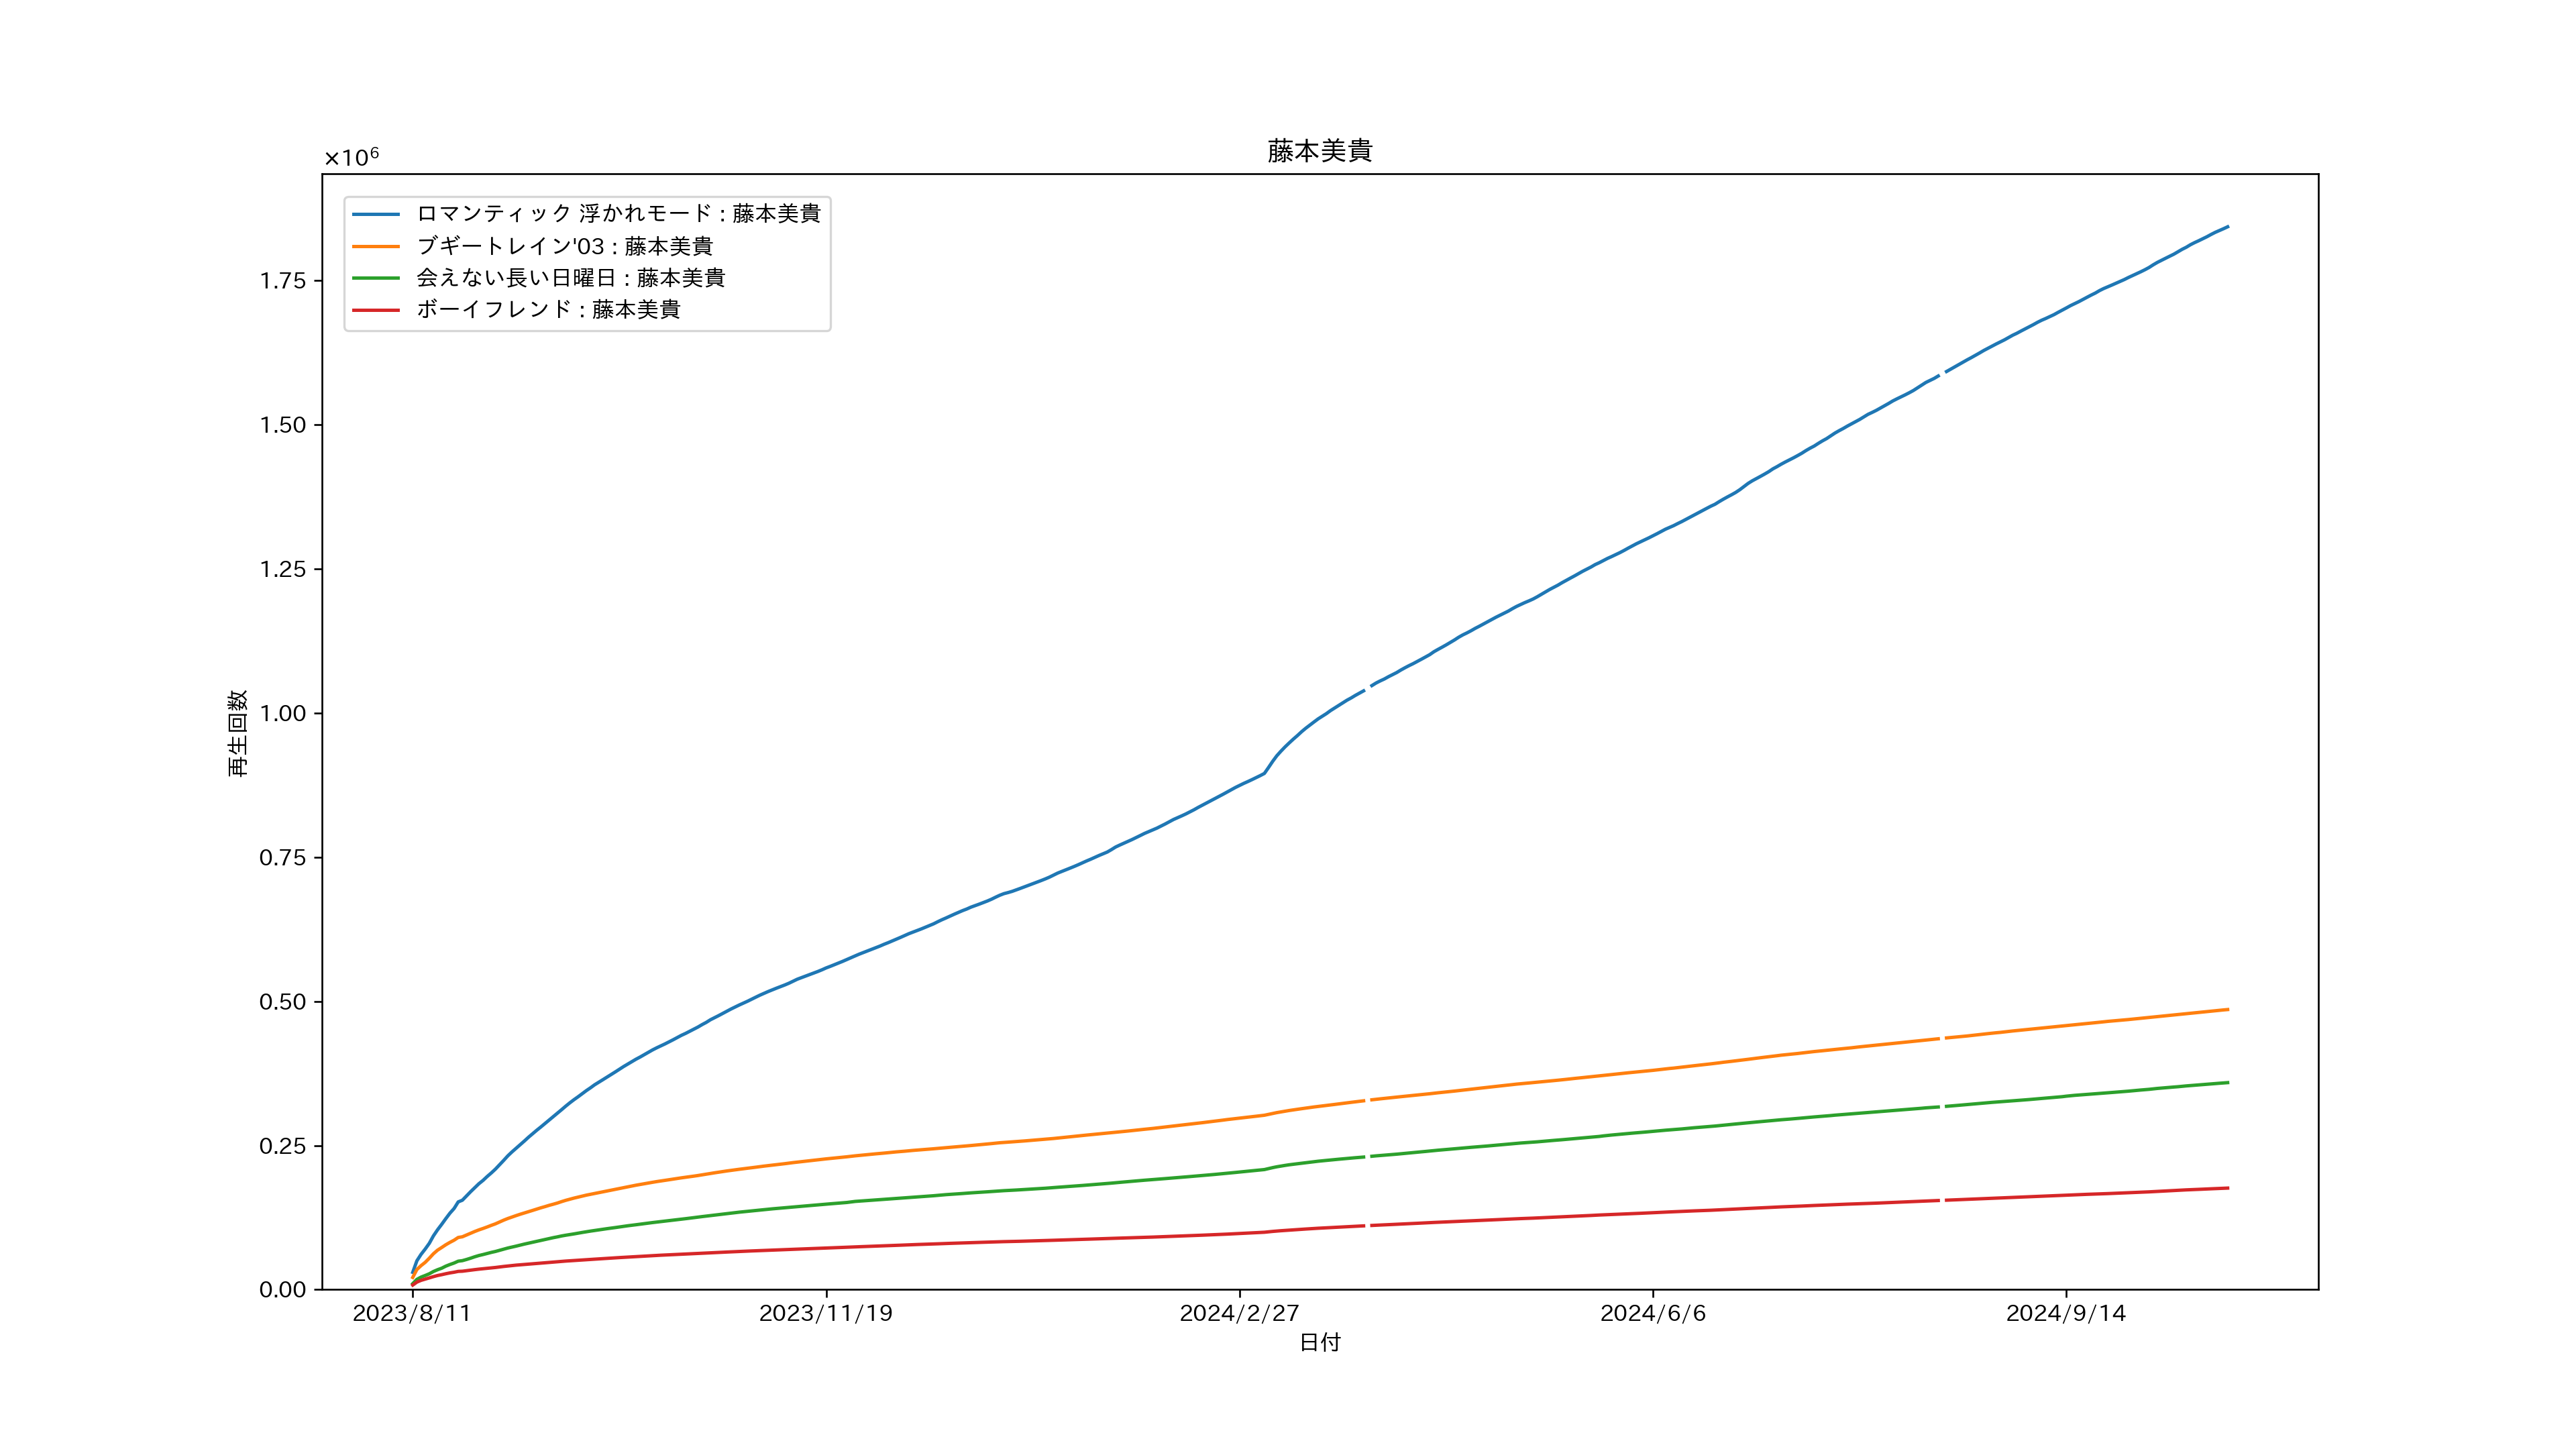 藤本美貴
×10⁶
ロマンティック 浮かれモード : 藤本美貴
ブギートレイン'03 : 藤本美貴
会えない長い日曜日 : 藤本美貴
ボーイフレンド : 藤本美貴
1.75
1.50
1.25
1.00
0.75
0.50
0.25
0.00
再生回数
2023/8/11
2023/11/19
2024/2/27
2024/6/6
2024/9/14
日付